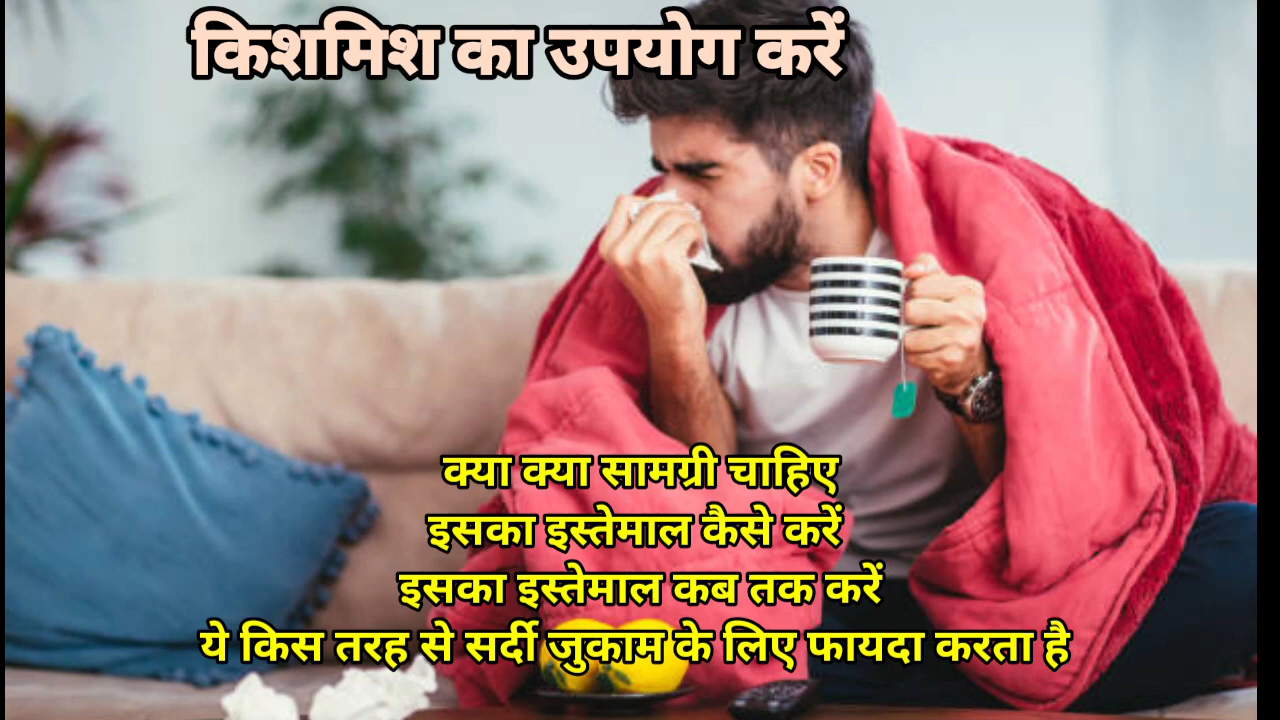 किशमिश का उपयोग करें
क्या क्या सामग्री चाहिए
इसका इस्तेमाल कैसे करें
इसका इस्तेमाल कब तक करें
ये किस तरह से सर्दी जुकाम के लिए फायदा करता है